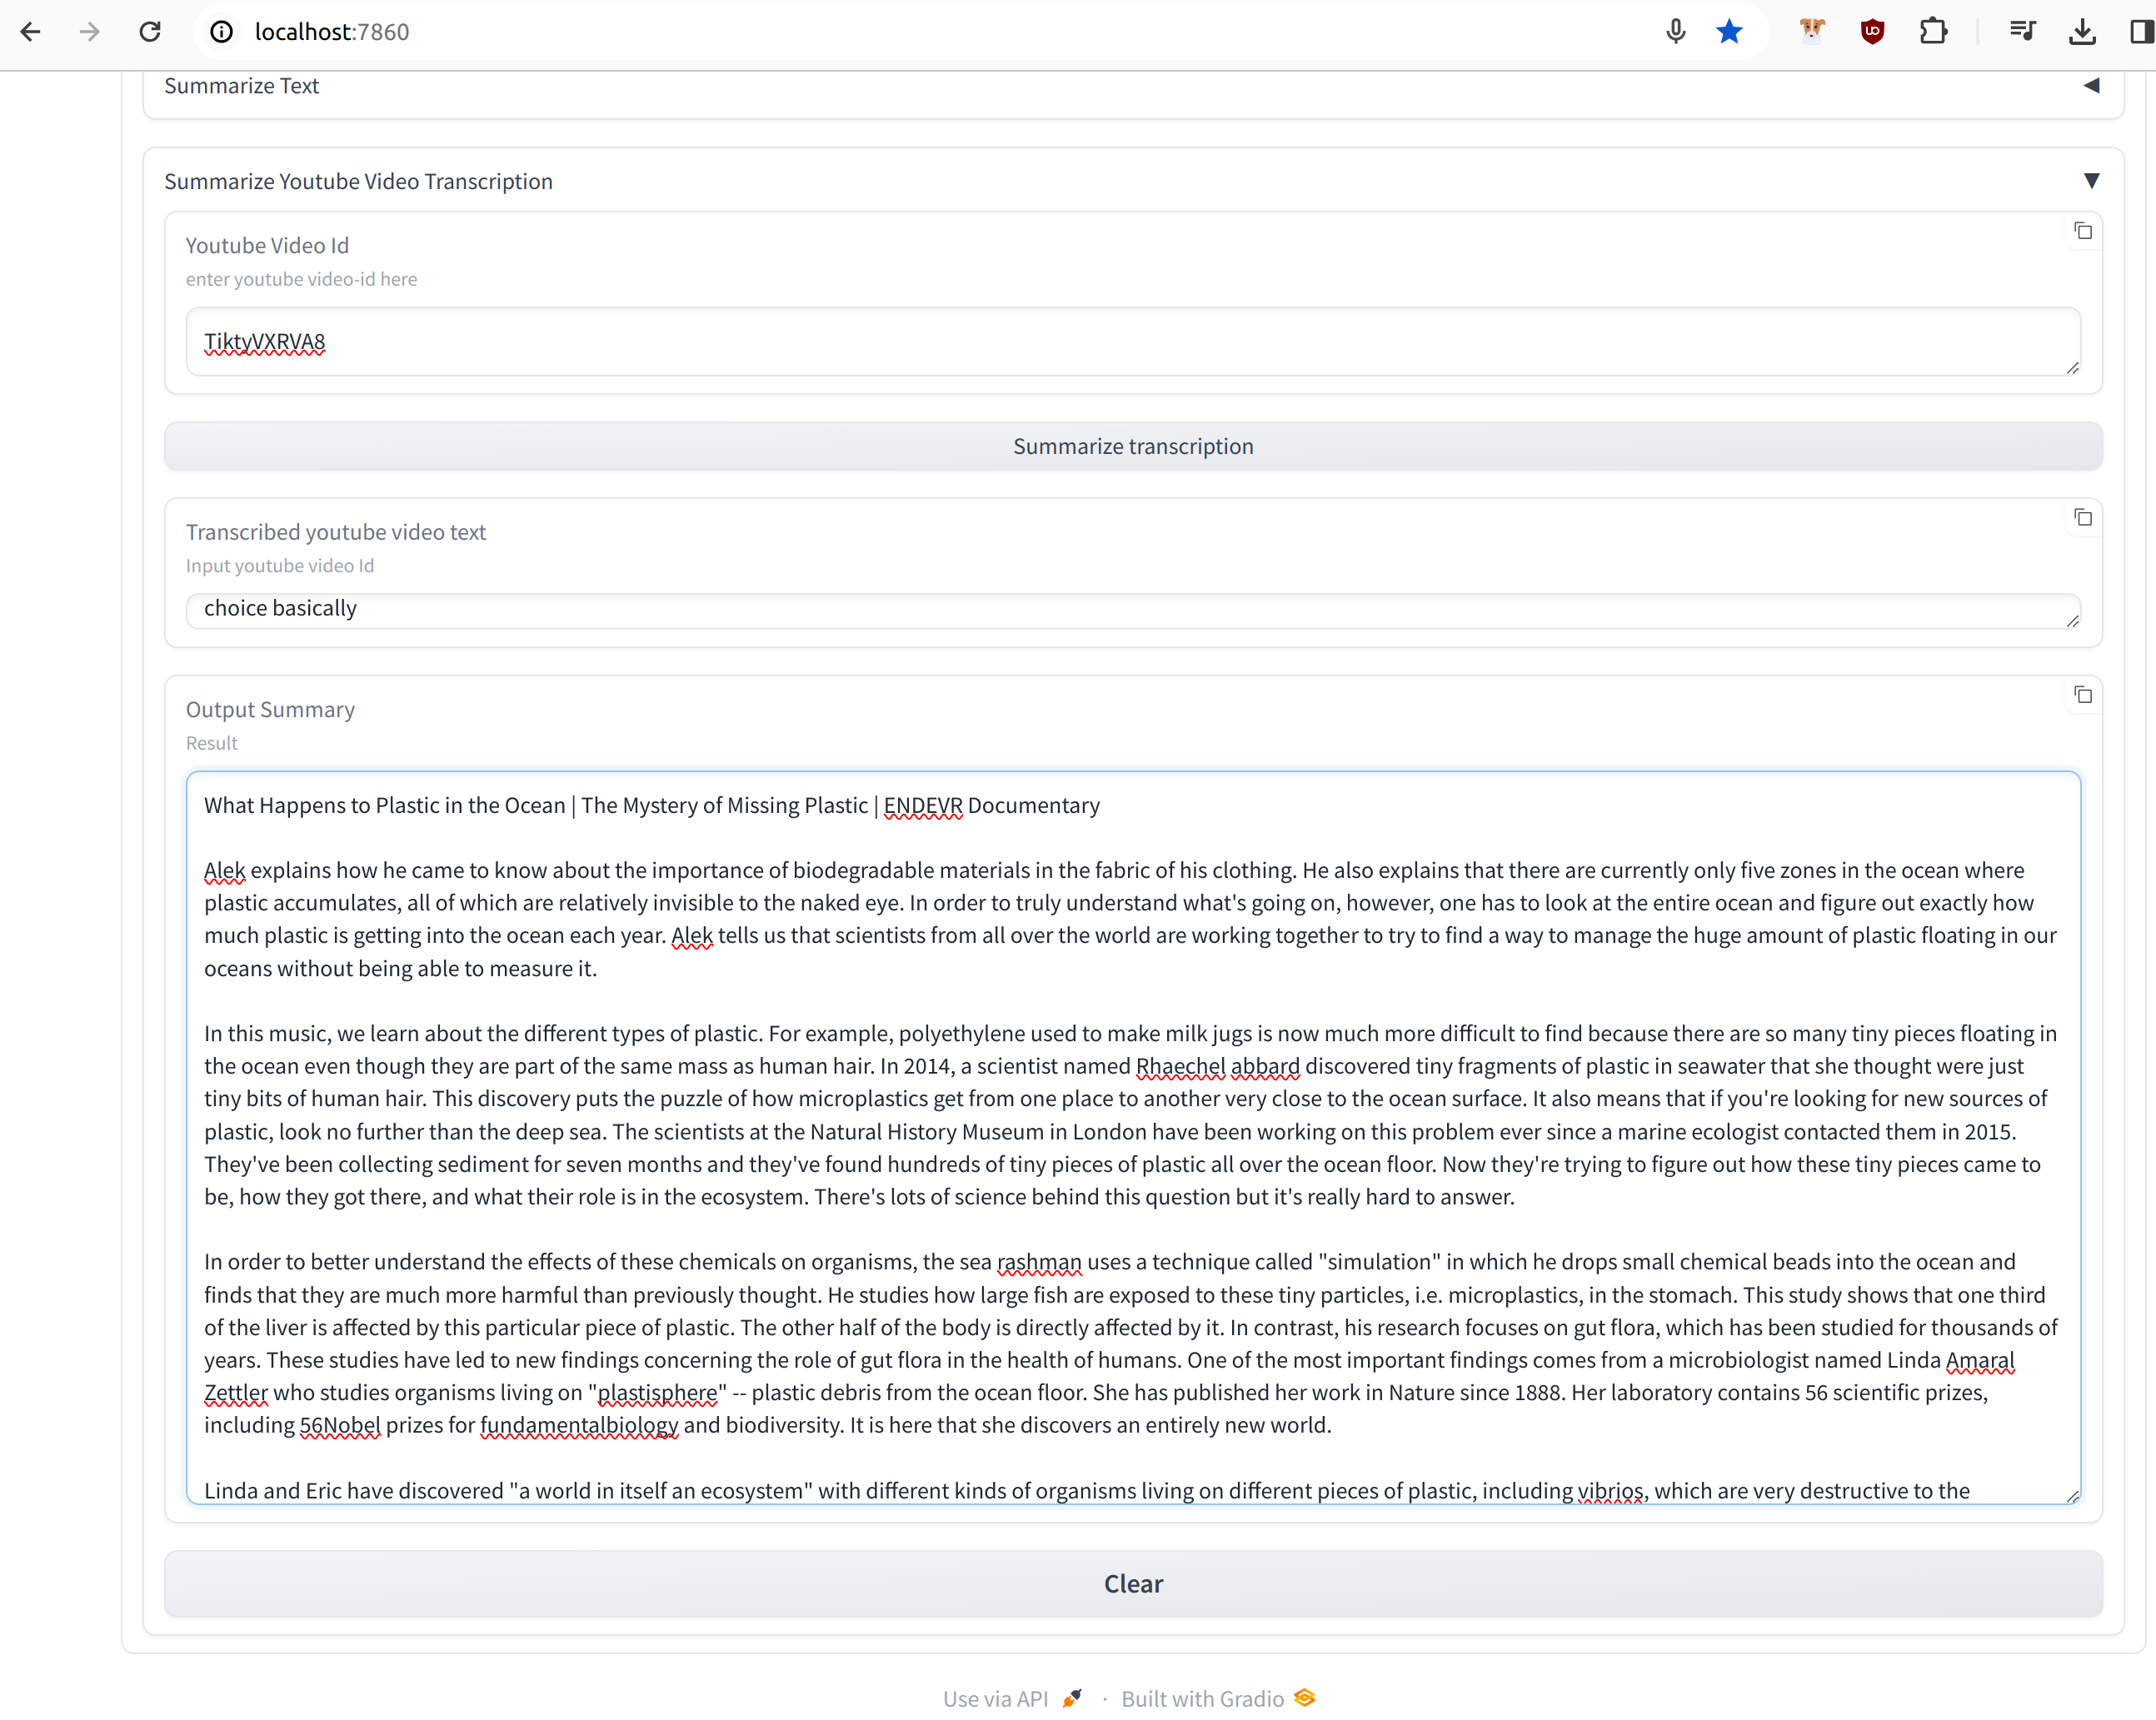 localhost:7860
Summarize Text
Summarize Youtube Video Transcription
Youtube Video Id
enter youtube video-id here
TiktyVXRVA8
Summarize transcription
Transcribed youtube video text
Input youtube video Id
choice basically
Output Summary
Result
What Happens to Plastic in the Ocean | The Mystery of Missing Plastic | ENDEVR Documentary
Alek explains how he came to know about the importance of biodegradable materials in the fabric of his clothing. He also explains that there are currently only five zones in the ocean where
plastic accumulates, all of which are relatively invisible to the naked eye. In order to truly understand what's going on, however, one has to look at the entire ocean and figure out exactly how
much plastic is getting into the ocean each year. Alek tells us that scientists from all over the world are working together to try to find a way to manage the huge amount of plastic floating in our
oceans without being able to measure it.
In this music, we learn about the different types of plastic. For example, polyethylene used to make milk jugs is now much more difficult to find because there are so many tiny pieces floating in
the ocean even though they are part of the same mass as human hair. In 2014, a scientist named Rhaechel abbard discovered tiny fragments of plastic in seawater that she thought were just
tiny bits of human hair. This discovery puts the puzzle of how microplastics get from one place to another very close to the ocean surface. It also means that if you're looking for new sources of
plastic, look no further than the deep sea. The scientists at the Natural History Museum in London have been working on this problem ever since a marine ecologist contacted them in 2015.
They've been collecting sediment for seven months and they've found hundreds of tiny pieces of plastic all over the ocean floor. Now they're trying to figure out how these tiny pieces came to
be, how they got there, and what their role is in the ecosystem. There's lots of science behind this question but it's really hard to answer.
In order to better understand the effects of these chemicals on organisms, the sea rashman uses a technique called "simulation" in which he drops small chemical beads into the ocean and
finds that they are much more harmful than previously thought. He studies how large fish are exposed to these tiny particles, i.e. microplastics, in the stomach. This study shows that one third
of the liver is affected by this particular piece of plastic. The other half of the body is directly affected by it. In contrast, his research focuses on gut flora, which has been studied for thousands of
years. These studies have led to new findings concerning the role of gut flora in the health of humans. One of the most important findings comes from a microbiologist named Linda Amaral
Zettler who studies organisms living on "plastisphere" -- plastic debris from the ocean floor. She has published her work in Nature since 1888. Her laboratory contains 56 scientific prizes,
including 56Nobel prizes for fundamentalbiology and biodiversity. It is here that she discovers an entirely new world.
Linda and Eric have discovered "a world in itself an ecosystem" with different kinds of organisms living on different pieces of plastic, including vibrios, which are very destructive to the
Clear
Use via API · Built with Gradio